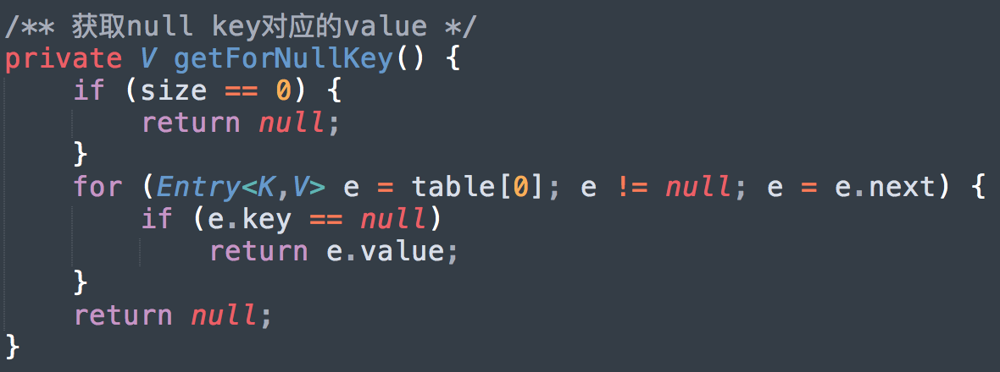 /** 获取null key对应的value */
private V getForNullKey() {
    if (size == 0) {
        return null;
    }
    for (Entry<K,V> e = table[0]; e != null; e = e.next) {
        if (e.key == null)
            return e.value;
    }
    return null;
}